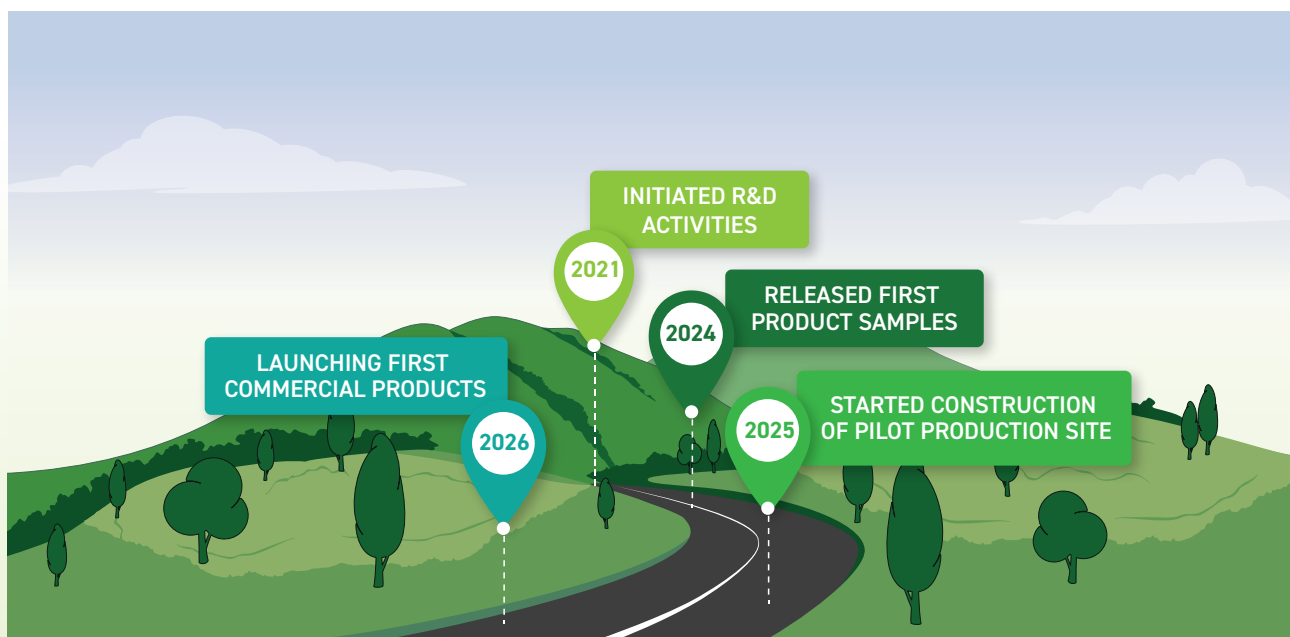 INITIATED R&D
ACTIVITIES
2021
RELEASED FIRST
PRODUCT SAMPLES
2024
STARTED CONSTRUCTION
OF PILOT PRODUCTION SITE
2025
LAUNCHING FIRST
COMMERCIAL PRODUCTS
2026